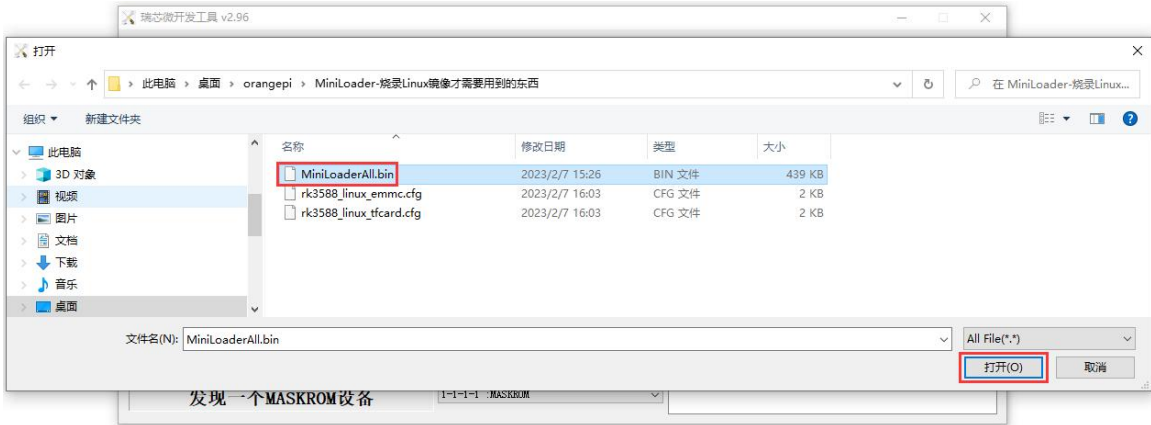 瑞芯微开发工具 v2.96
打开
此电脑 › 桌面 › orangepi › MiniLoader-烧录Linux镜像才需要用到的东西
在 MiniLoader-烧录Linux...
组织 新建文件夹
名称 修改日期 类型 大小
此电脑
3D 对象
视频
图片
文档
下载
音乐
桌面
MiniLoaderAll.bin 2023/2/7 15:26 BIN 文件 439 KB
rk3588_linux_emmc.cfg 2023/2/7 16:03 CFG 文件 2 KB
rk3588_linux_tfcard.cfg 2023/2/7 16:03 CFG 文件 2 KB
文件名(N): MiniLoaderAll.bin
All File(*.*)
打开(O) 取消
发现一个MASKROM设备
1-1-1-1 :MASKROM